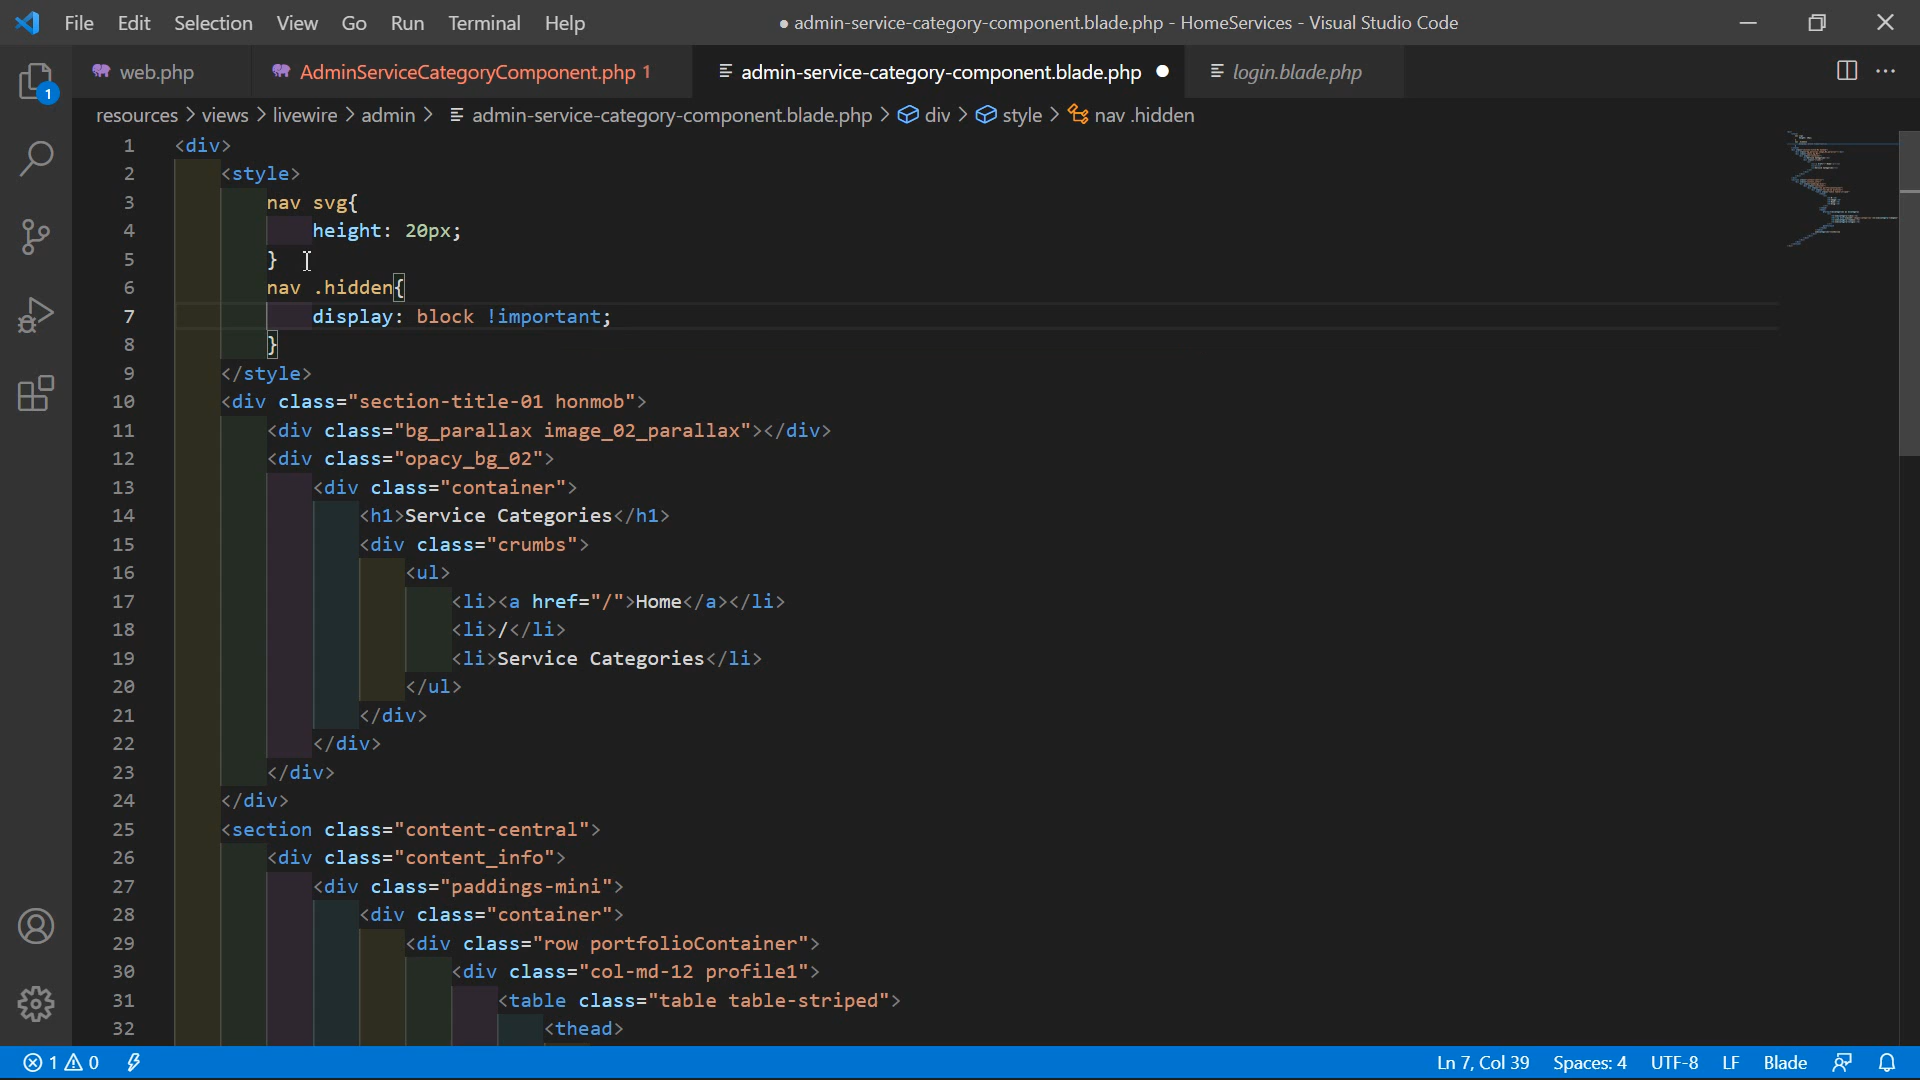 File Edit Selection View Go Run Terminal Help ● admin-service-category-component.blade.php - HomeServices - Visual Studio Code
web.php AdminServiceCategoryComponent.php 1 admin-service-category-component.blade.php ● login.blade.php
1
resources > views > livewire > admin > admin-service-category-component.blade.php > div > style > nav .hidden
1 <div>
2 <style>
3 nav svg{
4 height: 20px;
5 }
6 nav .hidden{
7 display: block !important;
8 }
9 </style>
10 <div class="section-title-01 honmob">
11 <div class="bg_parallax image_02_parallax"></div>
12 <div class="opacy_bg_02">
13 <div class="container">
14 <h1>Service Categories</h1>
15 <div class="crumbs">
16 <ul>
17 <li><a href="/">Home</a></li>
18 <li>/</li>
19 <li>Service Categories</li>
20 </ul>
21 </div>
22 </div>
23 </div>
24 </div>
25 <section class="content-central">
26 <div class="content_info">
27 <div class="paddings-mini">
28 <div class="container">
29 <div class="row portfolioContainer">
30 <div class="col-md-12 profile1">
31 <table class="table table-striped">
32 <thead>
1 0 Ln 7, Col 39 Spaces: 4 UTF-8 LF Blade